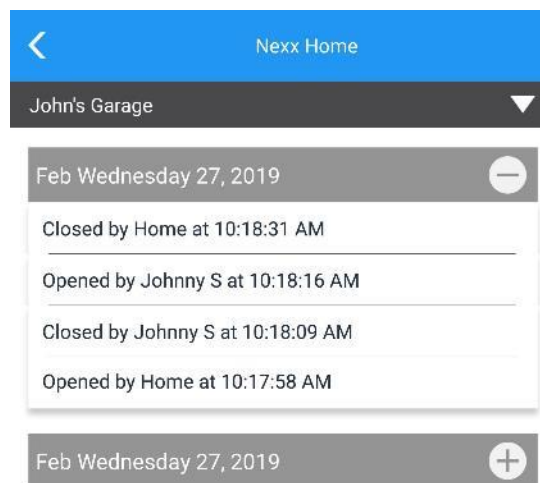 Nexx Home
John's Garage
Feb Wednesday 27, 2019
Closed by Home at 10:18:31 AM
Opened by Johnny S at 10:18:16 AM
Closed by Johnny S at 10:18:09 AM
Opened by Home at 10:17:58 AM
Feb Wednesday 27, 2019